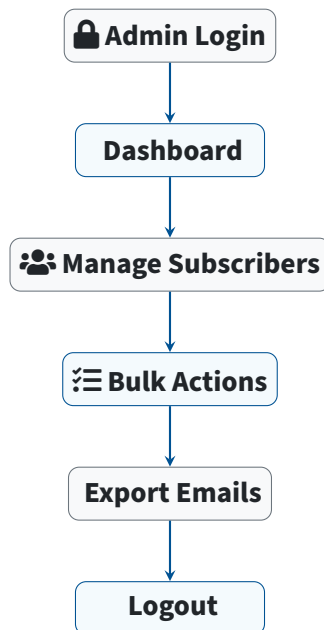 Admin Login
Dashboard
Manage Subscribers
Bulk Actions
Export Emails
Logout